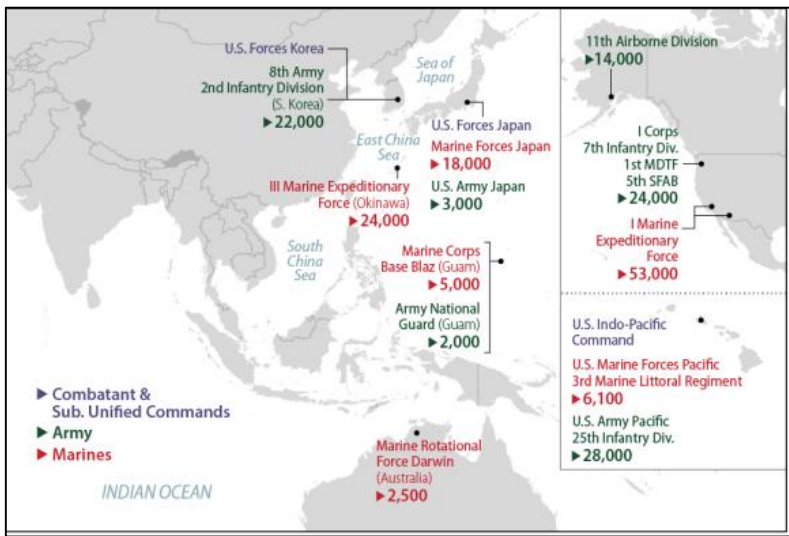 U.S. Forces Korea
8th Army
2nd Infantry Division
(S. Korea)
▶22,000
Sea of
Japan
East China
Sea
U.S. Forces Japan
Marine Forces Japan
▶18,000
U.S. Army Japan
▶3,000
III Marine Expeditionary
Force (Okinawa)
▶24,000
South
China
Sea
Marine Corps
Base Blaz (Guam)
▶5,000
Army National
Guard (Guam)
▶2,000
▶Combatant &
Sub. Unified Commands
▶Army
▶Marines
INDIAN OCEAN
Marine Rotational
Force Darwin
(Australia)
▶2,500
11th Airborne Division
▶14,000
I Corps
7th Infantry Div.
1st MDTF
5th SFAB
▶24,000
I Marine
Expeditionary
Force
▶53,000
U.S. Indo-Pacific
Command
U.S. Marine Forces Pacific
3rd Marine Littoral Regiment
▶6,100
U.S. Army Pacific
25th Infantry Div.
▶28,000